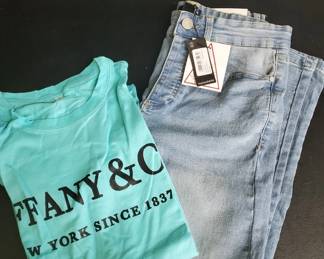 FFANY & C
W YORK SINCE 1837